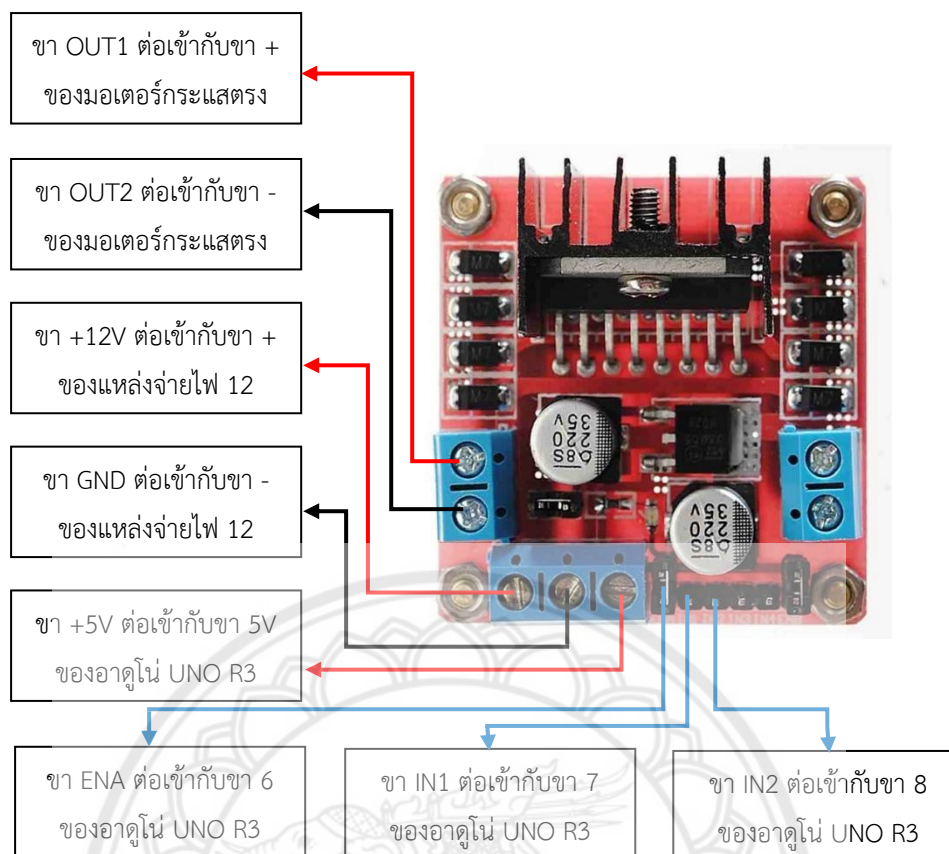 ขา OUT1 ต่อเข้ากับขา +
ของมอเตอร์กระแสตรง
ขา OUT2 ต่อเข้ากับขา -
ของมอเตอร์กระแสตรง
ขา +12V ต่อเข้ากับขา +
ของแหล่งจ่ายไฟ 12
ขา GND ต่อเข้ากับขา -
ของแหล่งจ่ายไฟ 12
ขา +5V ต่อเข้ากับขา 5V
ของอาดูโน่ UNO R3
ขา ENA ต่อเข้ากับขา 6
ของอาดูโน่ UNO R3
ขา IN1 ต่อเข้ากับขา 7
ของอาดูโน่ UNO R3
ขา IN2 ต่อเข้ากับขา 8
ของอาดูโน่ UNO R3
M7
M7
35V
220
35V
220